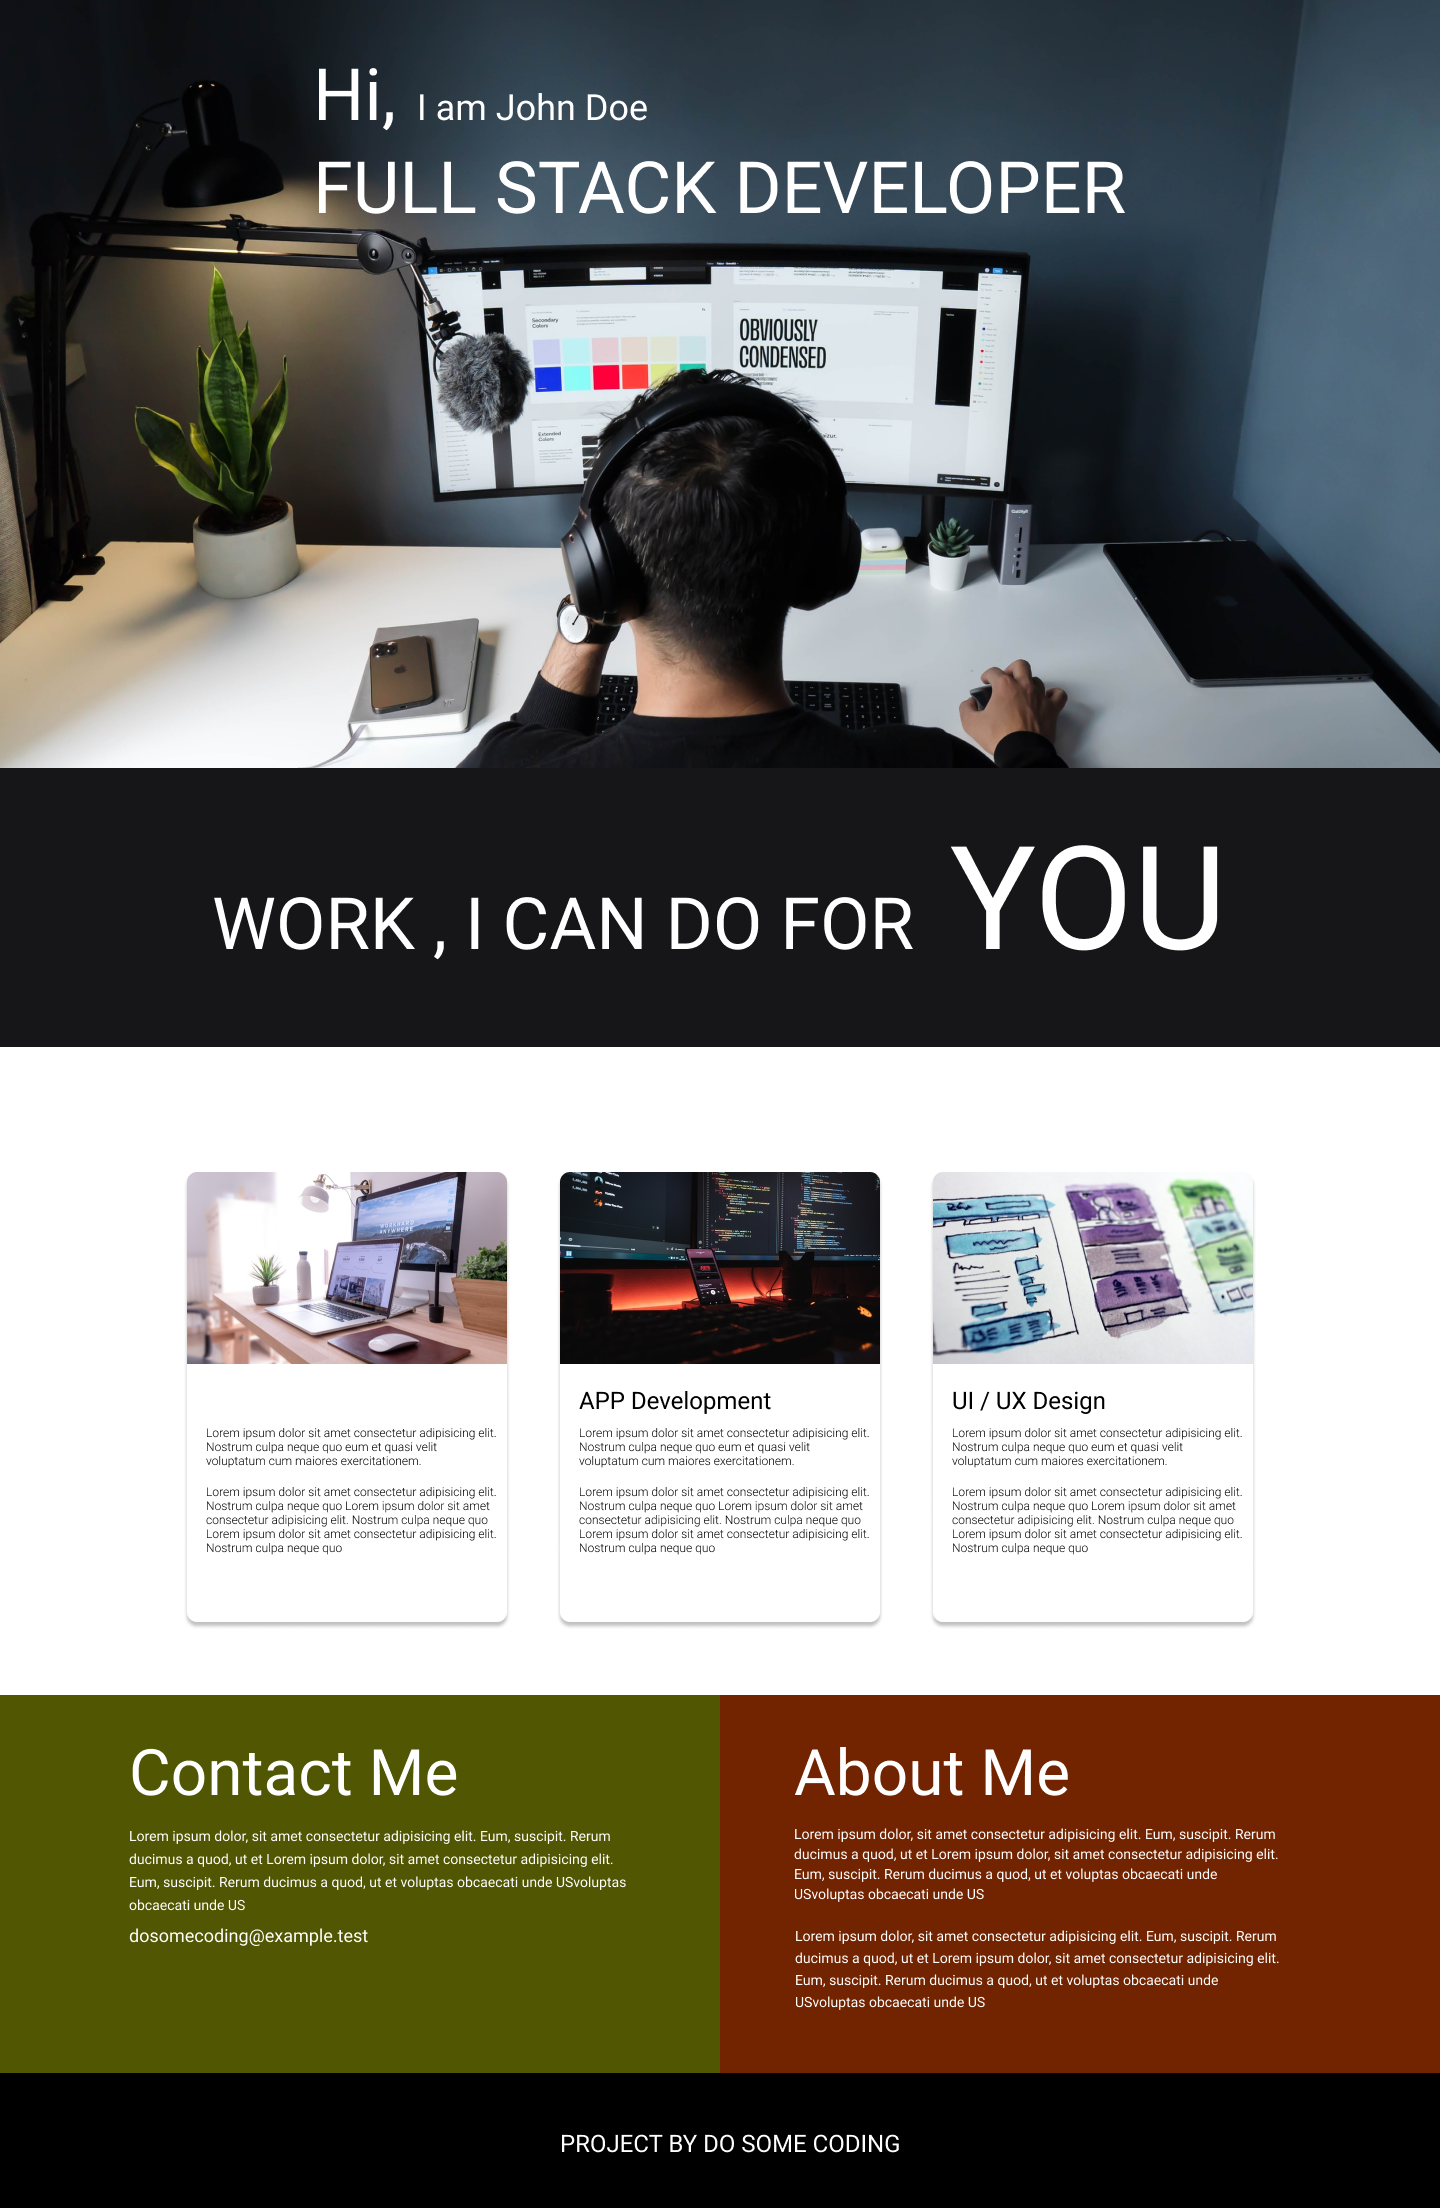 Hi, I am John Doe
FULL STACK DEVELOPER
Secondary
Colors
OBVIOUSLY
CONDENSED
Extended
Colors
WORK , I CAN DO FOR YOU
WORKHARD
ANYWHERE
APP Development
UI / UX Design
Lorem ipsum dolor sit amet consectetur adipisicing elit.
Nostrum culpa neque quo eum et quasi velit
voluptatum cum maiores exercitationem.
Lorem ipsum dolor sit amet consectetur adipisicing elit.
Nostrum culpa neque quo Lorem ipsum dolor sit amet
consectetur adipisicing elit. Nostrum culpa neque quo
Lorem ipsum dolor sit amet consectetur adipisicing elit.
Nostrum culpa neque quo
Lorem ipsum dolor sit amet consectetur adipisicing elit.
Nostrum culpa neque quo eum et quasi velit
voluptatum cum maiores exercitationem.
Lorem ipsum dolor sit amet consectetur adipisicing elit.
Nostrum culpa neque quo Lorem ipsum dolor sit amet
consectetur adipisicing elit. Nostrum culpa neque quo
Lorem ipsum dolor sit amet consectetur adipisicing elit.
Nostrum culpa neque quo
Lorem ipsum dolor sit amet consectetur adipisicing elit.
Nostrum culpa neque quo eum et quasi velit
voluptatum cum maiores exercitationem.
Lorem ipsum dolor sit amet consectetur adipisicing elit.
Nostrum culpa neque quo Lorem ipsum dolor sit amet
consectetur adipisicing elit. Nostrum culpa neque quo
Lorem ipsum dolor sit amet consectetur adipisicing elit.
Nostrum culpa neque quo
Contact Me
Lorem ipsum dolor, sit amet consectetur adipisicing elit. Eum, suscipit. Rerum
ducimus a quod, ut et Lorem ipsum dolor, sit amet consectetur adipisicing elit.
Eum, suscipit. Rerum ducimus a quod, ut et voluptas obcaecati unde USvoluptas
obcaecati unde US
dosomecoding@example.test
About Me
Lorem ipsum dolor, sit amet consectetur adipisicing elit. Eum, suscipit. Rerum
ducimus a quod, ut et Lorem ipsum dolor, sit amet consectetur adipisicing elit.
Eum, suscipit. Rerum ducimus a quod, ut et voluptas obcaecati unde
USvoluptas obcaecati unde US
Lorem ipsum dolor, sit amet consectetur adipisicing elit. Eum, suscipit. Rerum
ducimus a quod, ut et Lorem ipsum dolor, sit amet consectetur adipisicing elit.
Eum, suscipit. Rerum ducimus a quod, ut et voluptas obcaecati unde
USvoluptas obcaecati unde US
PROJECT BY DO SOME CODING